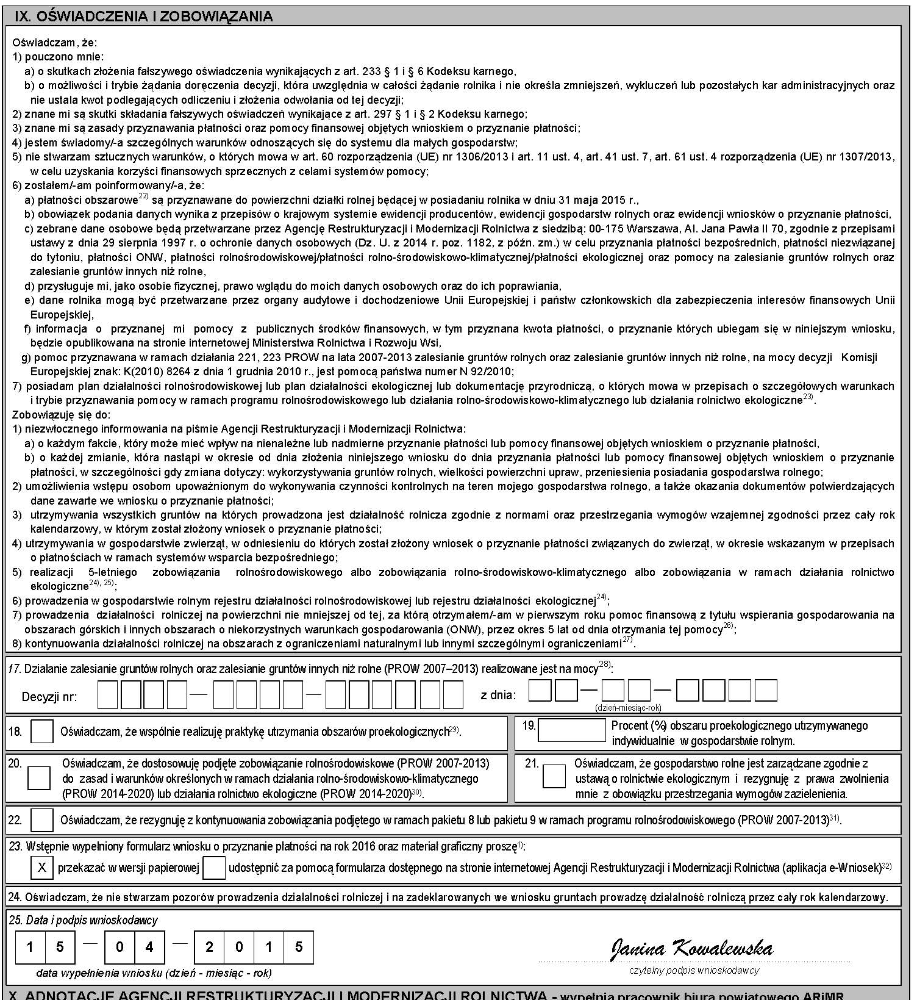 IX. OŚWIADCZENIA I ZOBOWIĄZANIA
Oświadczam, że:
1) pouczono mnie:
a) o skutkach złożenia fałszywego oświadczenia wynikających z art. 233 § 1 i § 6 Kodeksu karnego,
b) o możliwości i trybie żądania doręczenia decyzji, która uwzględnia w całości żądanie rolnika i nie określa zmniejszeń, wykluczeń lub pozostałych kar administracyjnych oraz
nie ustala kwot podlegających odliczeniu i złożenia odwołania od tej decyzji;
2) znane mi są skutki składania fałszywych oświadczeń wynikające z art. 297 § 1 i § 2 Kodeksu karnego;
3) znane mi są zasady przyznawania płatności oraz pomocy finansowej objętych wnioskiem o przyznanie płatności;
4) jestem świadomy/-a szczególnych warunków odnoszących się do systemu dla małych gospodarstw;
5) nie stwarzam sztucznych warunków, o których mowa w art. 60 rozporządzenia (UE) nr 1306/2013 i art. 11 ust. 4, art. 41 ust. 7, art. 61 ust. 4 rozporządzenia (UE) nr 1307/2013,
w celu uzyskania korzyści finansowych sprzecznych z celami systemów pomocy;
6) zostałem/-am poinformowany/-a, że:
a) płatności obszarowe22) są przyznawane do powierzchni działki rolnej będącej w posiadaniu rolnika w dniu 31 maja 2015 r.,
b) obowiązek podania danych wynika z przepisów o krajowym systemie ewidencji producentów, ewidencji gospodarstw rolnych oraz ewidencji wniosków o przyznanie płatności,
c) zebrane dane osobowe będą przetwarzane przez Agencję Restrukturyzacji i Modernizacji Rolnictwa z siedzibą: 00-175 Warszawa, Al. Jana Pawła II 70, zgodnie z przepisami
ustawy z dnia 29 sierpnia 1997 r. o ochronie danych osobowych (Dz. U. z 2014 r. poz. 1182, z późn. zm.) w celu przyznania płatności bezpośrednich, płatności niezwiązanej
do tytoniu, płatności ONW, płatności rolnośrodowiskowej/płatności rolno-środowiskowo-klimatycznej/płatności ekologicznej oraz pomocy na zalesianie gruntów rolnych oraz
zalesianie gruntów innych niż rolne,
d) przysługuje mi, jako osobie fizycznej, prawo wglądu do moich danych osobowych oraz do ich poprawiania,
e) dane rolnika mogą być przetwarzane przez organy audytowe i dochodzeniowe Unii Europejskiej i państw członkowskich dla zabezpieczenia interesów finansowych Unii
Europejskiej,
f) informacja o przyznanej mi pomocy z publicznych środków finansowych, w tym przyznana kwota płatności, o przyznanie których ubiegam się w niniejszym wniosku,
będzie opublikowana na stronie internetowej Ministerstwa Rolnictwa i Rozwoju Wsi,
g) pomoc przyznawana w ramach działania 221, 223 PROW na lata 2007-2013 zalesianie gruntów rolnych oraz zalesianie gruntów innych niż rolne, na mocy decyzji Komisji
Europejskiej znak: K(2010) 8264 z dnia 1 grudnia 2010 r., jest pomocą państwa numer N 92/2010;
7) posiadam plan działalności rolnośrodowiskowej lub plan działalności ekologicznej lub dokumentację przyrodniczą, o których mowa w przepisach o szczegółowych warunkach
i trybie przyznawania pomocy w ramach programu rolnośrodowiskowego lub działania rolno-środowiskowo-klimatycznego lub działania rolnictwo ekologiczne23).
Zobowiązuję się do:
1) niezwłocznego informowania na piśmie Agencji Restrukturyzacji i Modernizacji Rolnictwa:
a) o każdym fakcie, który może mieć wpływ na nienależne lub nadmierne przyznanie płatności lub pomocy finansowej objętych wnioskiem o przyznanie płatności,
b) o każdej zmianie, która nastąpi w okresie od dnia złożenia niniejszego wniosku do dnia przyznania płatności lub pomocy finansowej objętych wnioskiem o przyznanie
płatności, w szczególności gdy zmiana dotyczy: wykorzystywania gruntów rolnych, wielkości powierzchni upraw, przeniesienia posiadania gospodarstwa rolnego;
2) umożliwienia wstępu osobom upoważnionym do wykonywania czynności kontrolnych na teren mojego gospodarstwa rolnego, a także okazania dokumentów potwierdzających
dane zawarte we wniosku o przyznanie płatności;
3) utrzymywania wszystkich gruntów na których prowadzona jest działalność rolnicza zgodnie z normami oraz przestrzegania wymogów wzajemnej zgodności przez cały rok
kalendarzowy, w którym został złożony wniosek o przyznanie płatności;
4) utrzymywania w gospodarstwie zwierząt, w odniesieniu do których został złożony wniosek o przyznanie płatności związanych do zwierząt, w okresie wskazanym w przepisach
o płatnościach w ramach systemów wsparcia bezpośredniego;
5) realizacji 5-letniego zobowiązania rolnośrodowiskowego albo zobowiązania rolno-środowiskowo-klimatycznego albo zobowiązania w ramach działania rolnictwo
ekologiczne24), 25);
6) prowadzenia w gospodarstwie rolnym rejestru działalności rolnośrodowiskowej lub rejestru działalności ekologicznej24);
7) prowadzenia działalności rolniczej na powierzchni nie mniejszej od tej, za którą otrzymałem/-am w pierwszym roku pomoc finansową z tytułu wspierania gospodarowania na
obszarach górskich i innych obszarach o niekorzystnych warunkach gospodarowania (ONW), przez okres 5 lat od dnia otrzymania tej pomocy26);
8) kontynuowania działalności rolniczej na obszarach z ograniczeniami naturalnymi lub innymi szczególnymi ograniczeniami27).
17. Działanie zalesianie gruntów rolnych oraz zalesianie gruntów innych niż rolne (PROW 2007–2013) realizowane jest na mocy28):
Decyzji nr: — — z dnia: — —
(dzień-miesiąc-rok)
18. Oświadczam, że wspólnie realizuję praktykę utrzymania obszarów proekologicznych29).
19. Procent (%) obszaru proekologicznego utrzymywanego
indywidualnie w gospodarstwie rolnym.
20. Oświadczam, że dostosowuję podjęte zobowiązanie rolnośrodowiskowe (PROW 2007-2013)
do zasad i warunków określonych w ramach działania rolno-środowiskowo-klimatycznego
(PROW 2014-2020) lub działania rolnictwo ekologiczne (PROW 2014-2020)30).
21. Oświadczam, że gospodarstwo rolne jest zarządzane zgodnie z
ustawą o rolnictwie ekologicznym i rezygnuję z prawa zwolnienia
mnie z obowiązku przestrzegania wymogów zazielenienia.
22. Oświadczam, że rezygnuję z kontynuowania zobowiązania podjętego w ramach pakietu 8 lub pakietu 9 w ramach programu rolnośrodowiskowego (PROW 2007-2013)31).
23. Wstępnie wypełniony formularz wniosku o przyznanie płatności na rok 2016 oraz materiał graficzny proszę1):
X przekazać w wersji papierowej udostępnić za pomocą formularza dostępnego na stronie internetowej Agencji Restrukturyzacji i Modernizacji Rolnictwa (aplikacja e-Wniosek)32)
24. Oświadczam, że nie stwarzam pozorów prowadzenia działalności rolniczej i na zadeklarowanych we wniosku gruntach prowadzę działalność rolniczą przez cały rok kalendarzowy.
25. Data i podpis wnioskodawcy
1 5 — 0 4 — 2 0 1 5
Janina Kowalewska
data wypełnienia wniosku (dzień - miesiąc - rok)
czytelny podpis wnioskodawcy
X. ADNOTACJE AGENCJI RESTRUKTURYZACJI I MODERNIZACJI ROLNICTWA - wypełnia pracownik biura powiatowego ARiMR